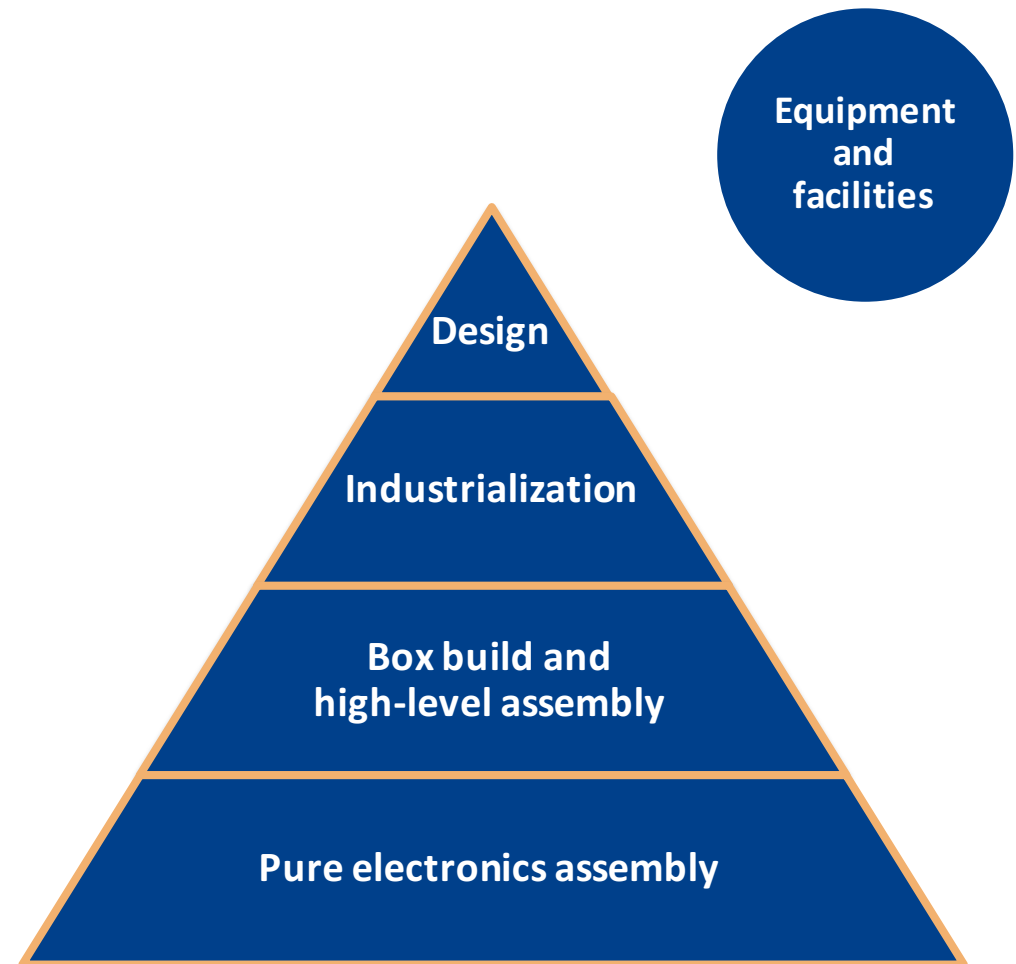 Equipment
and
facilities
Design
Industrialization
Box build and
high-level assembly
Pure electronics assembly